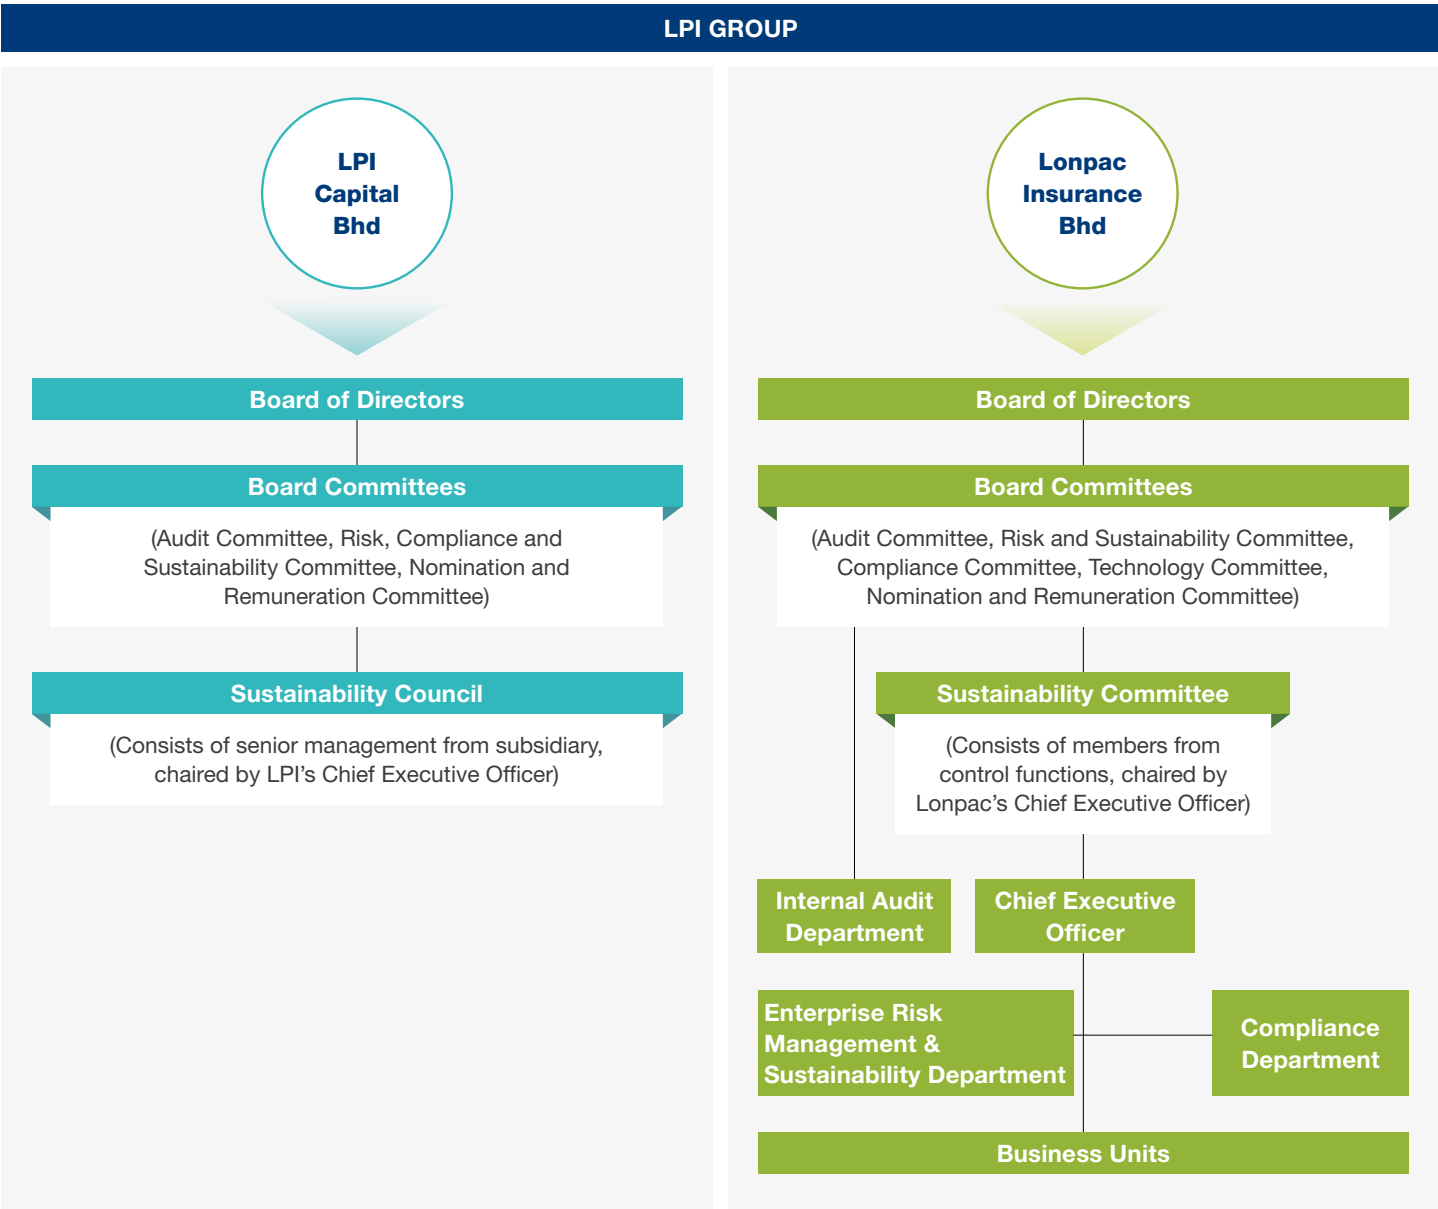 LPI GROUP
LPI
Capital
Bhd
Board of Directors
Board Committees
(Audit Committee, Risk, Compliance and
Sustainability Committee, Nomination and
Remuneration Committee)
Sustainability Council
(Consists of senior management from subsidiary,
chaired by LPI’s Chief Executive Officer)
Lonpac
Insurance
Bhd
Board of Directors
Board Committees
(Audit Committee, Risk and Sustainability Committee,
Compliance Committee, Technology Committee,
Nomination and Remuneration Committee)
Sustainability Committee
(Consists of members from
control functions, chaired by
Lonpac’s Chief Executive Officer)
Internal Audit
Department
Chief Executive
Officer
Enterprise Risk
Management &
Sustainability Department
Compliance
Department
Business Units